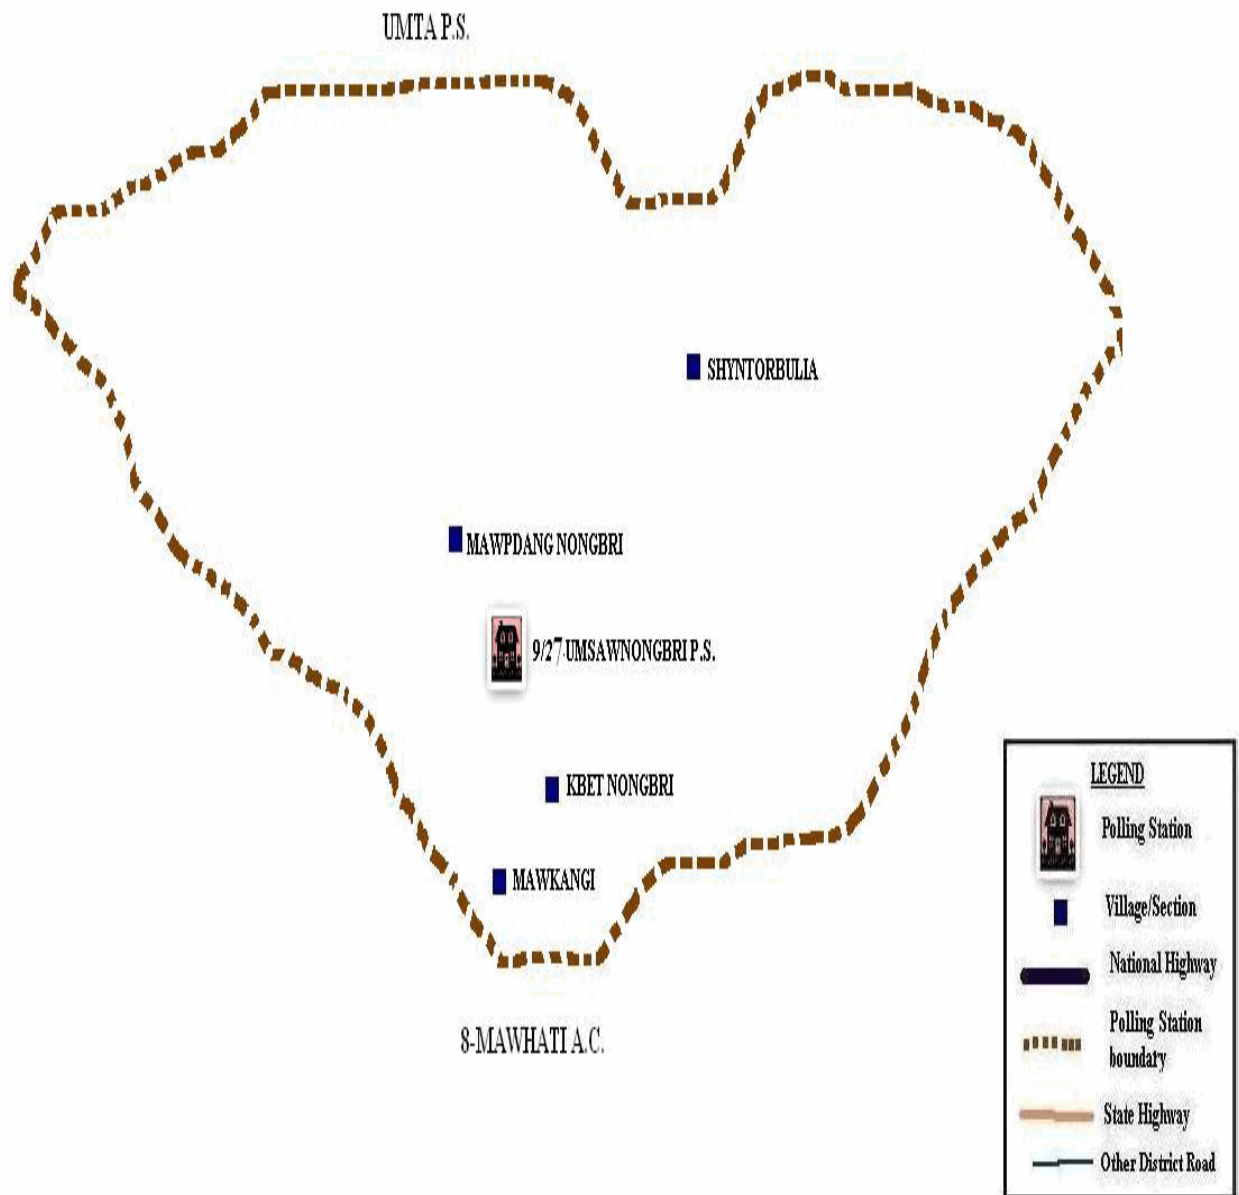 UMTA P.S.
SHYNTORBULIA
MAWPDANG NONGBRI
9/27-UMSAWNONGBRI P.S.
KBET NONGBRI
MAWKANGI
8-MAWHATI A.C.
LEGEND
Polling Station
Village/Section
National Highway
Polling Station
boundary
State Highway
Other District Road